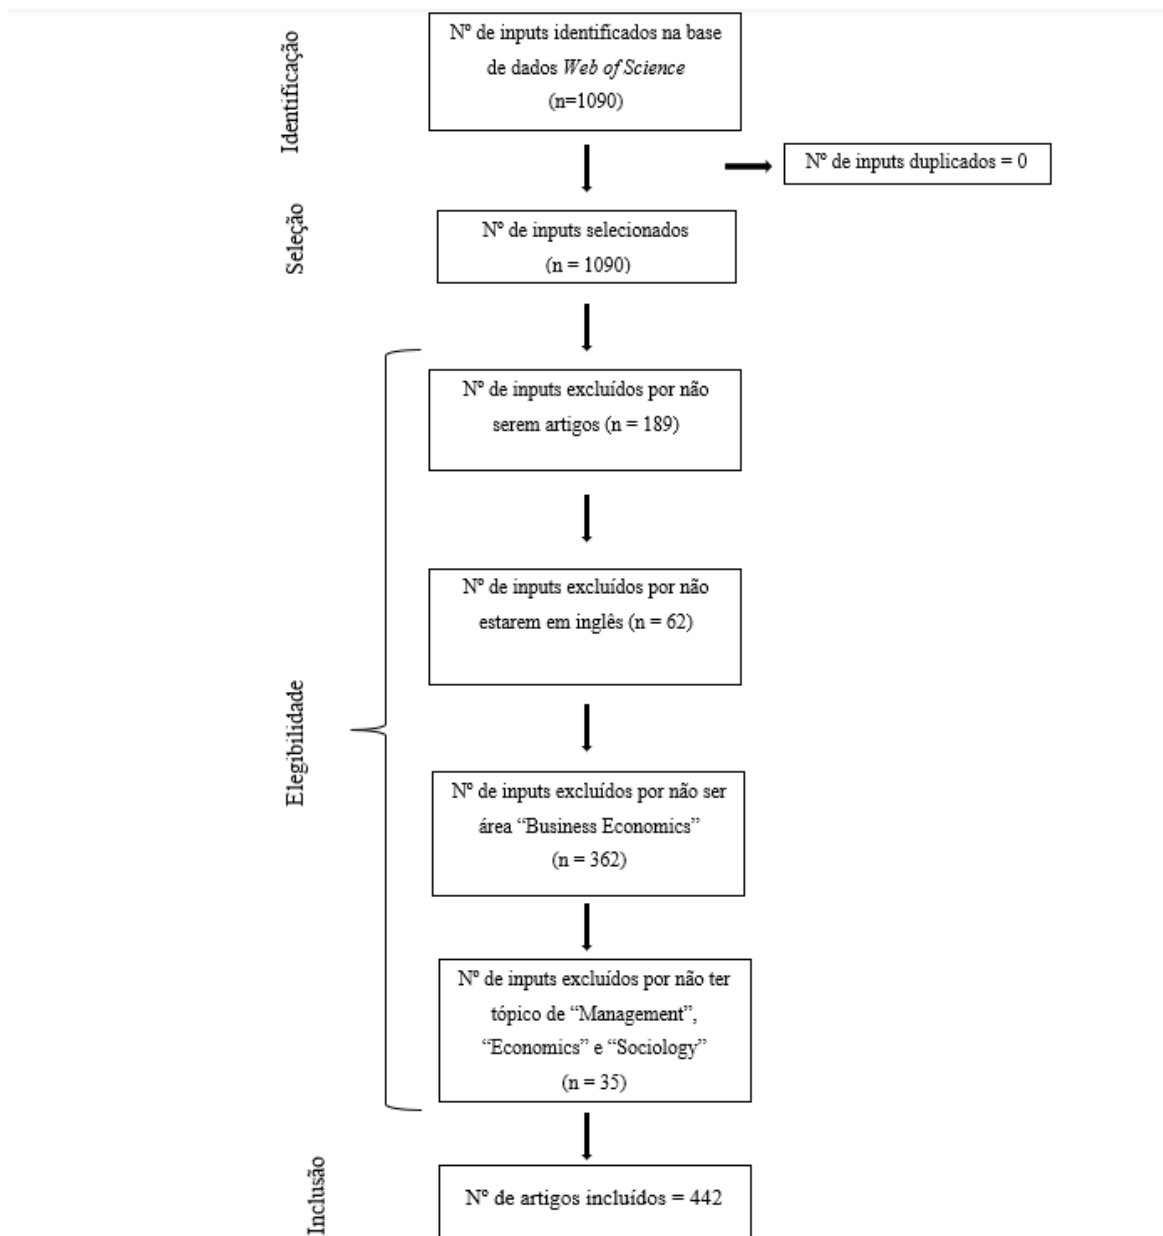 Identificação
Nº de inputs identificados na base
de dados Web of Science
(n=1090)
Nº de inputs duplicados = 0
Seleção
Nº de inputs selecionados
(n = 1090)
Elegibilidade
Nº de inputs excluídos por não
serem artigos (n = 189)
Nº de inputs excluídos por não
estarem em inglês (n = 62)
Nº de inputs excluídos por não ser
área “Business Economics”
(n = 362)
Nº de inputs excluídos por não ter
tópico de “Management”,
“Economics” e “Sociology”
(n = 35)
Inclusão
Nº de artigos incluídos = 442